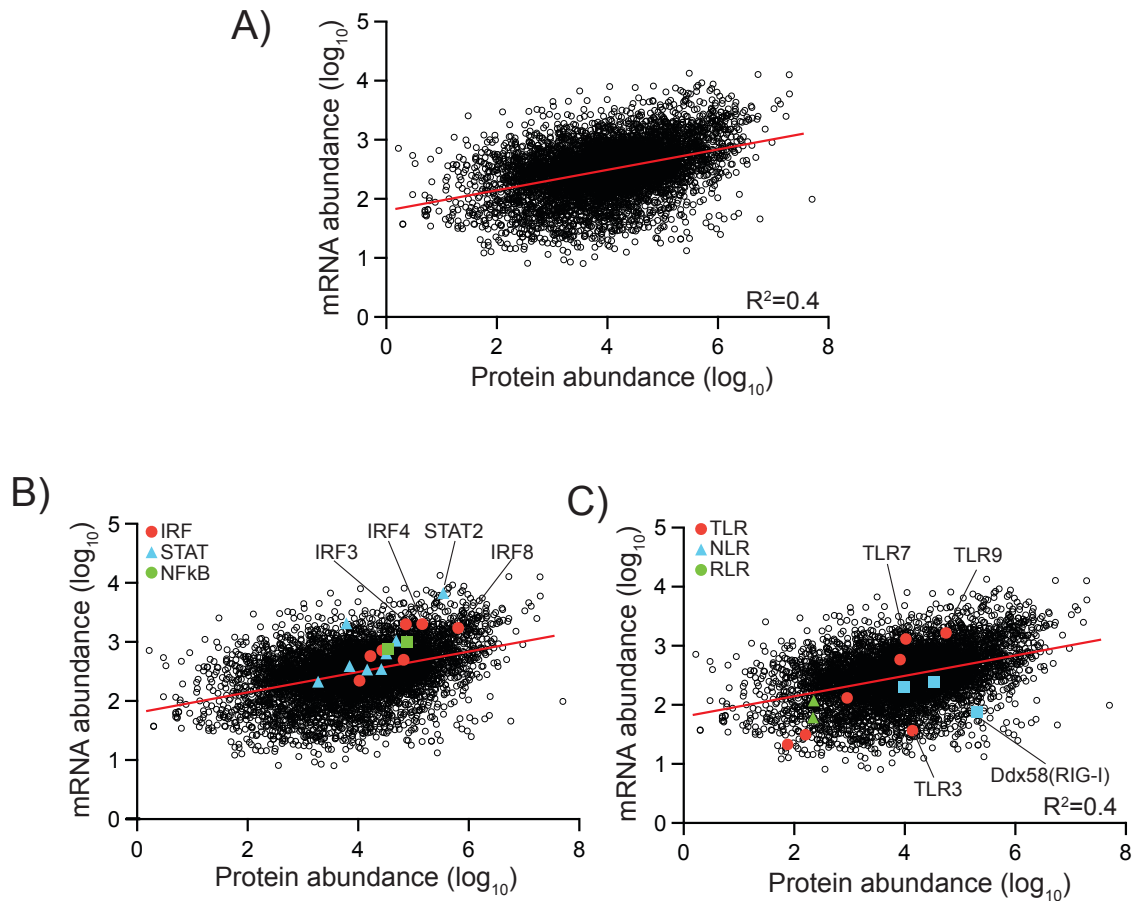 A)
mRNA abundance (log10)
5
4
3
2
1
0
R2=0.4
0 2 4 6 8
Protein abundance (log10)
B)
IRF
STAT
NFkB
IRF3
IRF4
STAT2
IRF8
mRNA abundance (log10)
5
4
3
2
1
0
0 2 4 6 8
Protein abundance (log10)
C)
TLR
NLR
RLR
TLR7
TLR9
TLR3
Ddx58(RIG-I)
R2=0.4
mRNA abundance (log10)
5
4
3
2
1
0
0 2 4 6 8
Protein abundance (log10)